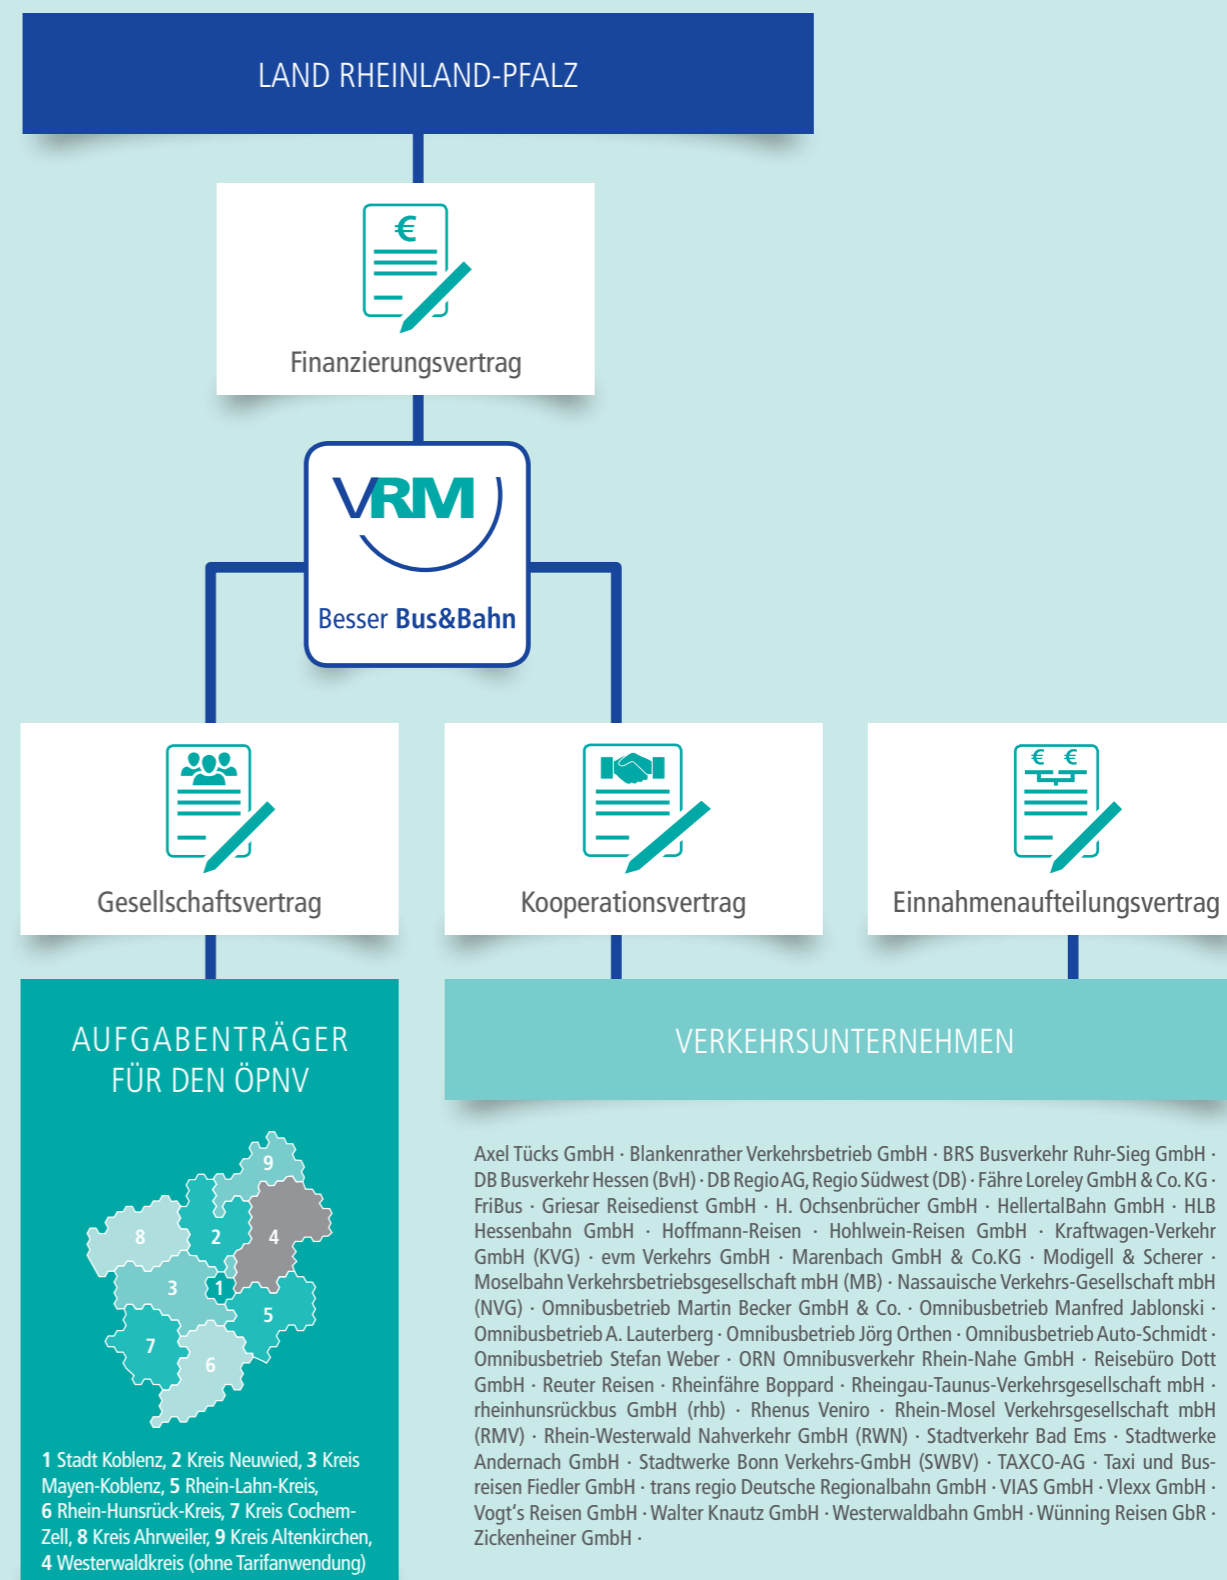 LAND RHEINLAND-PFALZ
€
Finanzierungsvertrag
VRM
Besser Bus&Bahn
Gesellschaftsvertrag
Kooperationsvertrag
€ €
Einnahmenaufteilungsvertrag
AUFGABENTRÄGER
FÜR DEN ÖPNV
9
8
2
4
3
1
5
7
6
1 Stadt Koblenz, 2 Kreis Neuwied, 3 Kreis
Mayen-Koblenz, 5 Rhein-Lahn-Kreis,
6 Rhein-Hunsrück-Kreis, 7 Kreis Cochem-
Zell, 8 Kreis Ahrweiler, 9 Kreis Altenkirchen,
4 Westerwaldkreis (ohne Tarifanwendung)
VERKEHRSUNTERNEHMEN
Axel Tücks GmbH · Blankenrather Verkehrsbetrieb GmbH · BRS Busverkehr Ruhr-Sieg GmbH ·
DB Busverkehr Hessen (BvH) · DB Regio AG, Regio Südwest (DB) · Fähre Loreley GmbH & Co. KG ·
FriBus · Griesar Reisedienst GmbH · H. Ochsenbrücher GmbH · HellertalBahn GmbH · HLB
Hessenbahn GmbH · Hoffmann-Reisen · Hohlwein-Reisen GmbH · Kraftwagen-Verkehr
GmbH (KVG) · evm Verkehrs GmbH · Marenbach GmbH & Co.KG · Modigell & Scherer ·
Moselbahn Verkehrsbetriebsgesellschaft mbH (MB) · Nassauische Verkehrs-Gesellschaft mbH
(NVG) · Omnibusbetrieb Martin Becker GmbH & Co. · Omnibusbetrieb Manfred Jablonski ·
Omnibusbetrieb A. Lauterberg · Omnibusbetrieb Jörg Orthen · Omnibusbetrieb Auto-Schmidt ·
Omnibusbetrieb Stefan Weber · ORN Omnibusverkehr Rhein-Nahe GmbH · Reisebüro Dott
GmbH · Reuter Reisen · Rheinfähre Boppard · Rheingau-Taunus-Verkehrsgesellschaft mbH ·
rheinhunsrückbus GmbH (rhb) · Rhenus Veniro · Rhein-Mosel Verkehrsgesellschaft mbH
(RMV) · Rhein-Westerwald Nahverkehr GmbH (RWN) · Stadtverkehr Bad Ems · Stadtwerke
Andernach GmbH · Stadtwerke Bonn Verkehrs-GmbH (SWBV) · TAXCO-AG · Taxi und Bus-
reisen Fiedler GmbH · trans regio Deutsche Regionalbahn GmbH · VIAS GmbH · Vlexx GmbH ·
Vogt's Reisen GmbH · Walter Knautz GmbH · Westerwaldbahn GmbH · Wünning Reisen GbR ·
Zickenheiner GmbH ·